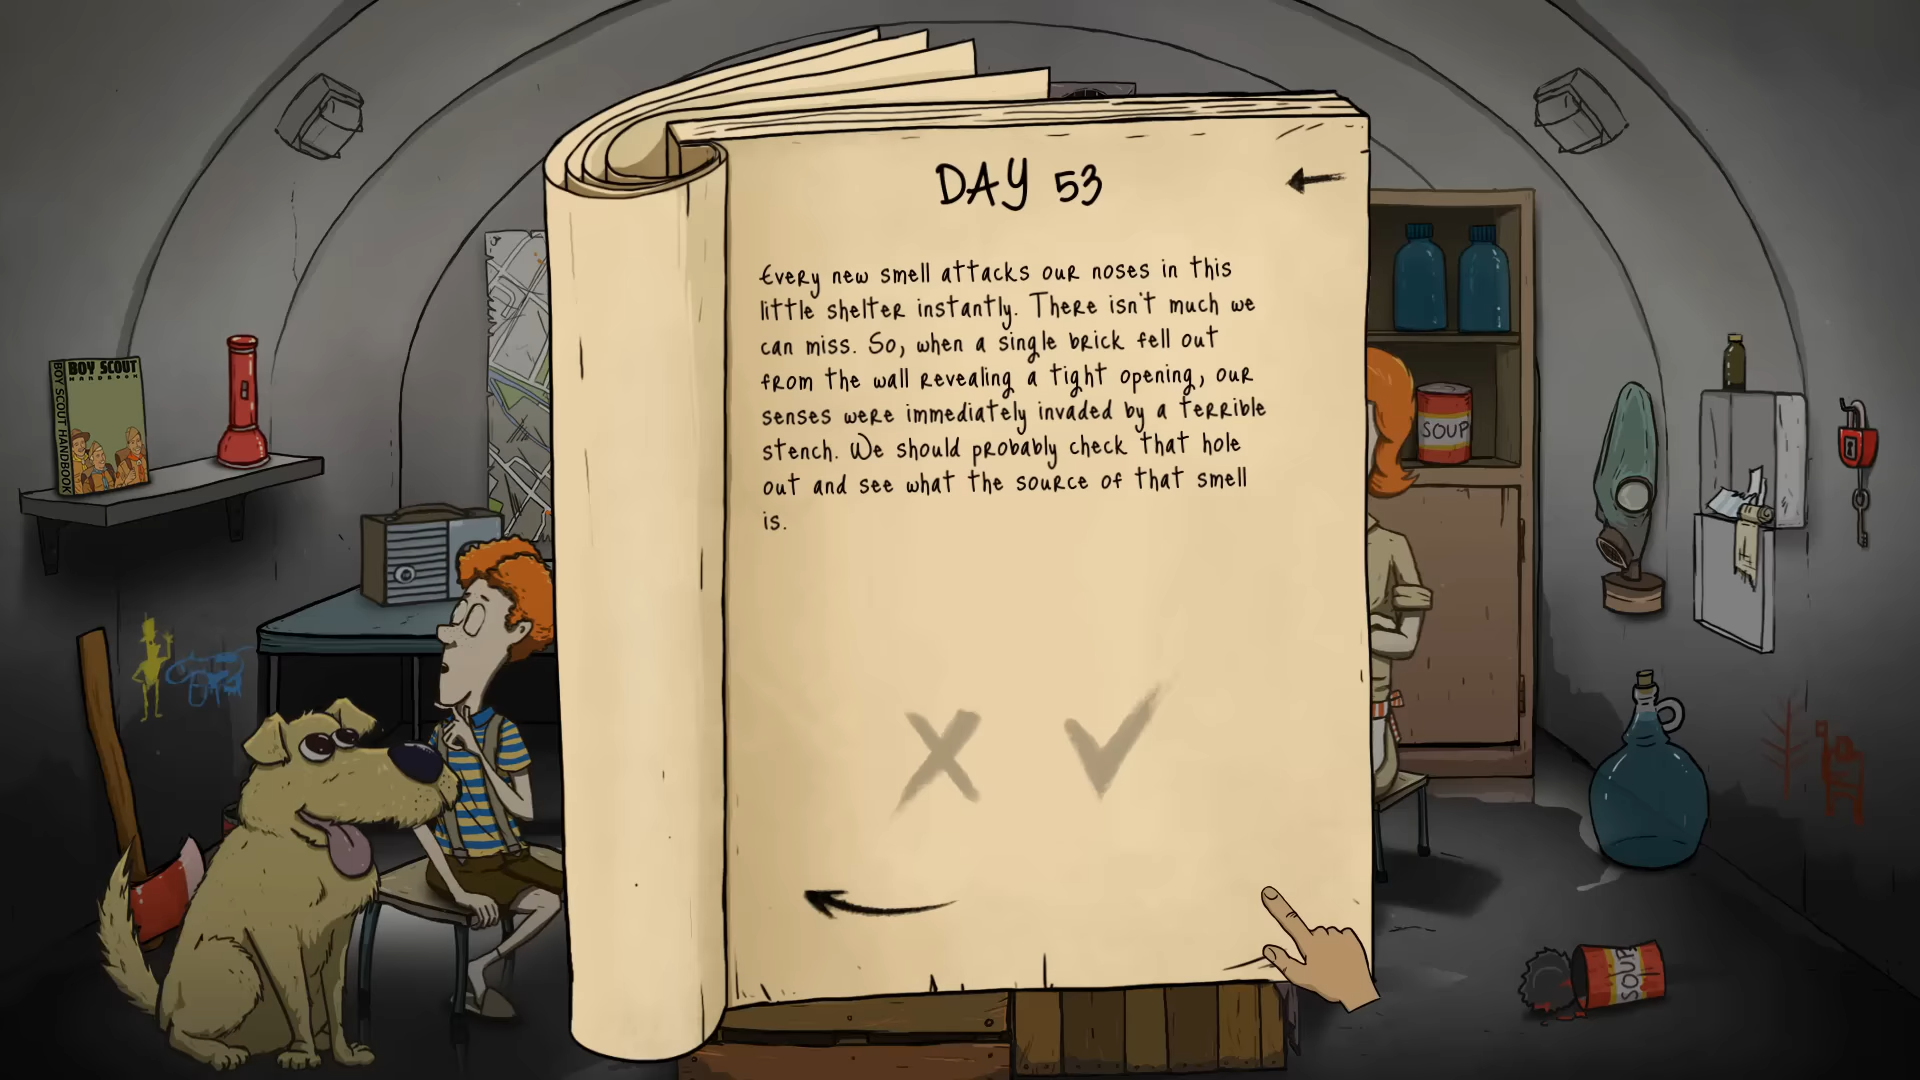 DAY 53
Every new smell attacks our noses in this
little shelter instantly. There isn't much we
can miss. So, when a single brick fell out
from the wall revealing a tight opening, our
senses were immediately invaded by a terrible
stench. We should probably check that hole
out and see what the source of that smell
is.
BOY SCOUT
HANDBOOK
BOY SCOUT HANDBOOK
SOUP
SOUP